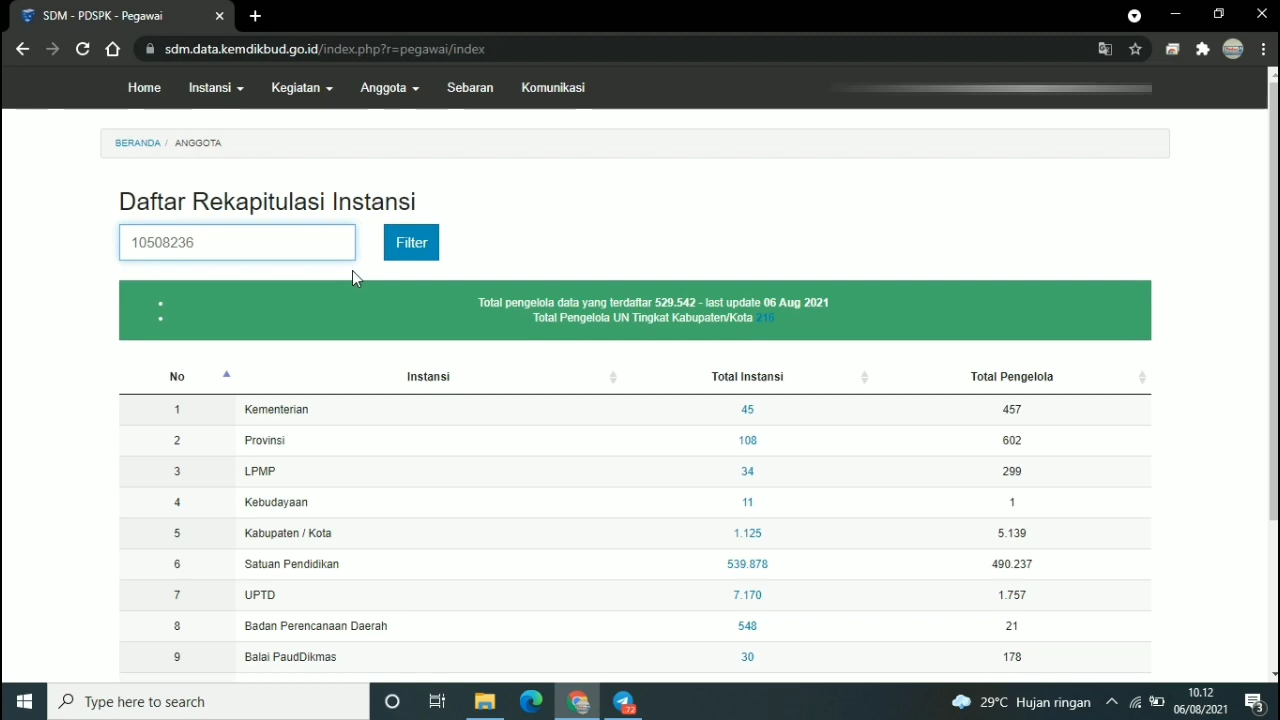 SDM - PDSPK - Pegawai
sdm.data.kemdikbud.go.id/index.php?r=pegawai/index
Home Instansi Kegiatan Anggota Sebaran Komunikasi
BERANDA / ANGGOTA
Daftar Rekapitulasi Instansi
10508236 Filter
Total pengelola data yang terdaftar 529.542 - last update 06 Aug 2021
Total Pengelola UN Tingkat Kabupaten/Kota 216
No Instansi Total Instansi Total Pengelola
1 Kementerian 45 457
2 Provinsi 108 602
3 LPMP 34 299
4 Kebudayaan 11 1
5 Kabupaten / Kota 1.125 5.139
6 Satuan Pendidikan 539.878 490.237
7 UPTD 7.170 1.757
8 Badan Perencanaan Daerah 548 21
9 Balai PaudDikmas 30 178
Type here to search 72 29°C Hujan ringan 10.12
06/08/2021 3